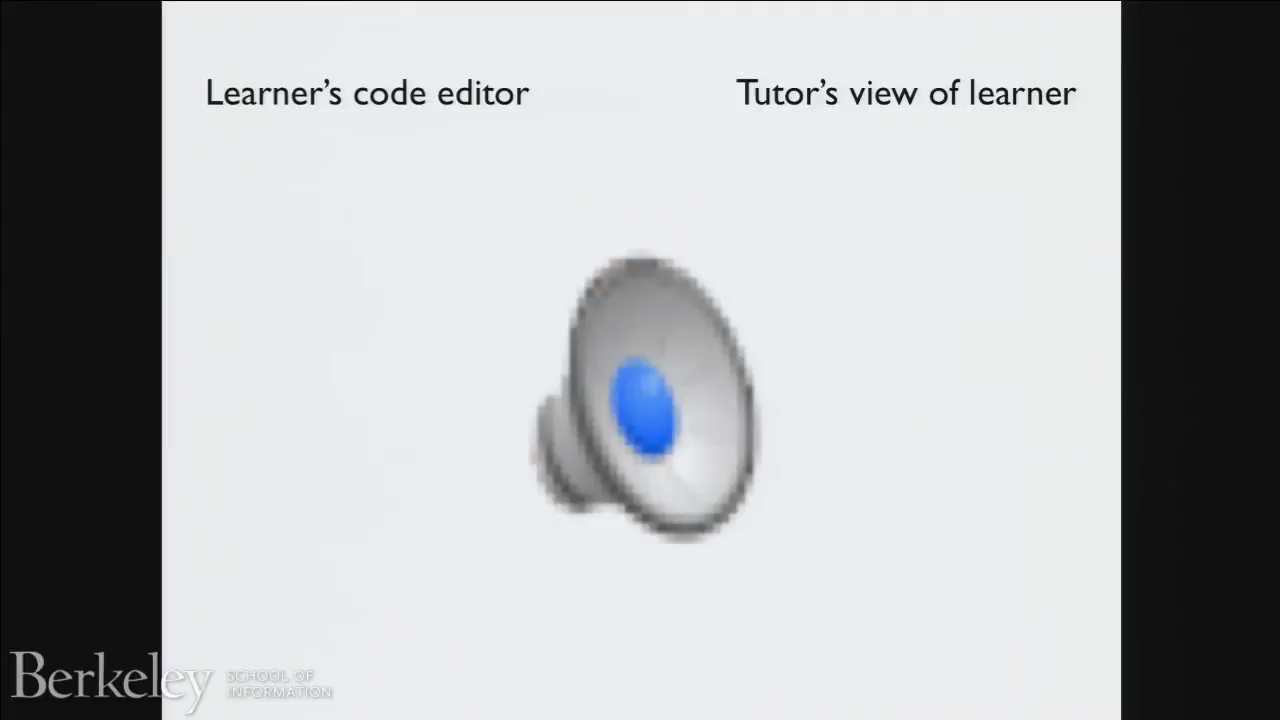 Learner's code editor
Tutor's view of learner
Berkeley
SCHOOL OF
INFORMATION